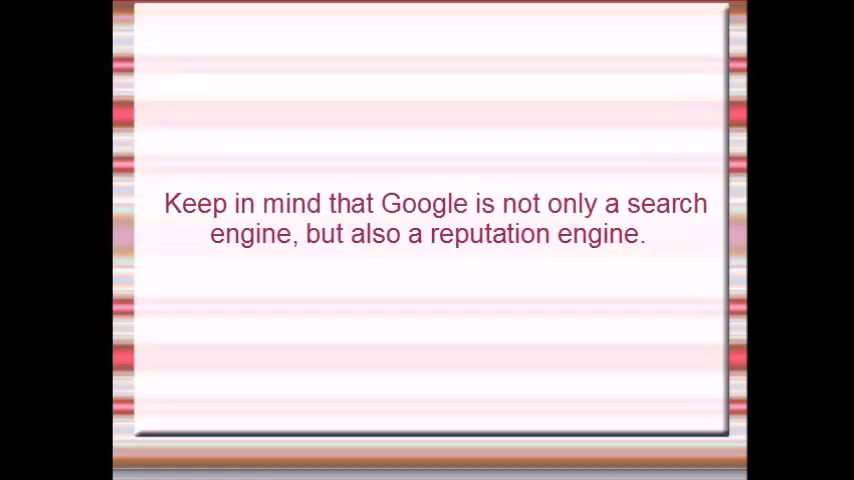 Keep in mind that Google is not only a search
engine, but also a reputation engine.